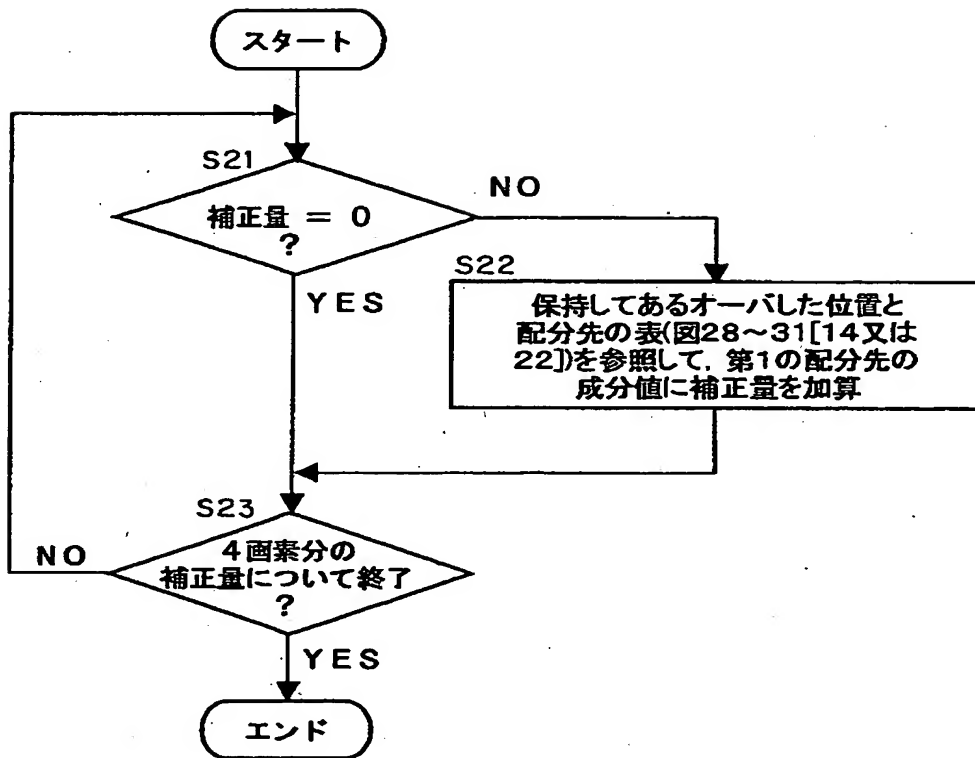 スタート
S21
NO
補正量 = 0
?
YES
S22
保持してあるオーバした位置と
配分先の表(図28〜31[14又は
22])を参照して, 第1の配分先の
成分値に補正量を加算
S23
NO
4画素分の
補正量について終了
?
YES
エンド